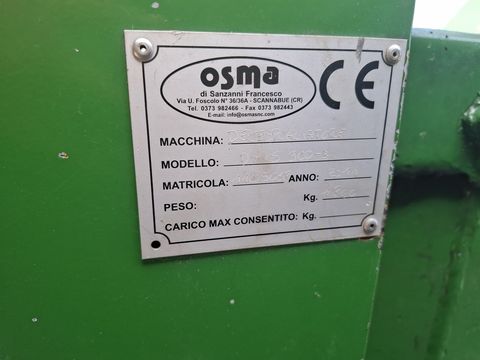 osma
di Sanzanni Francesco
Via U. Foscolo N° 36/36A - SCANNABUE (CR)
Tel. 0373 982466 - Fax 0373 982443
E-mail: info@osmasnc.com
CE
MACCHINA:
MODELLO:
MATRICOLA: ANNO:
PESO: Kg.
CARICO MAX CONSENTITO: Kg.